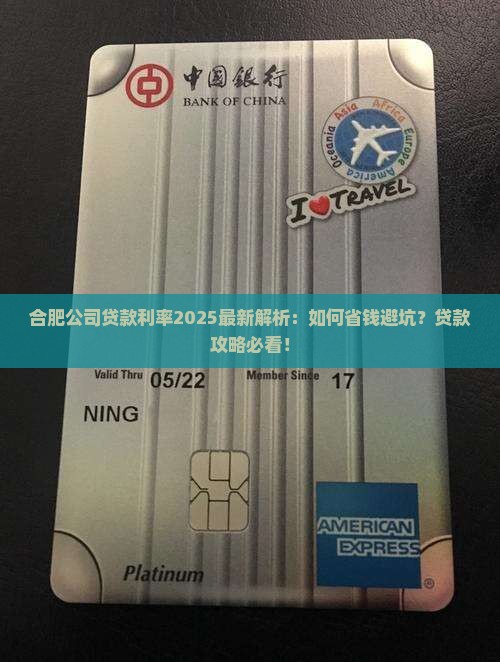 中國銀行
BANK OF CHINA
Oceania Asia Africa Europe America
I❤TRAVEL
合肥公司贷款利率2025最新解析：如何省钱避坑？贷款
攻略必看！
Valid Thru 05/22 Member Since 17
NING
AMERICAN
EXPRESS®
Platinum